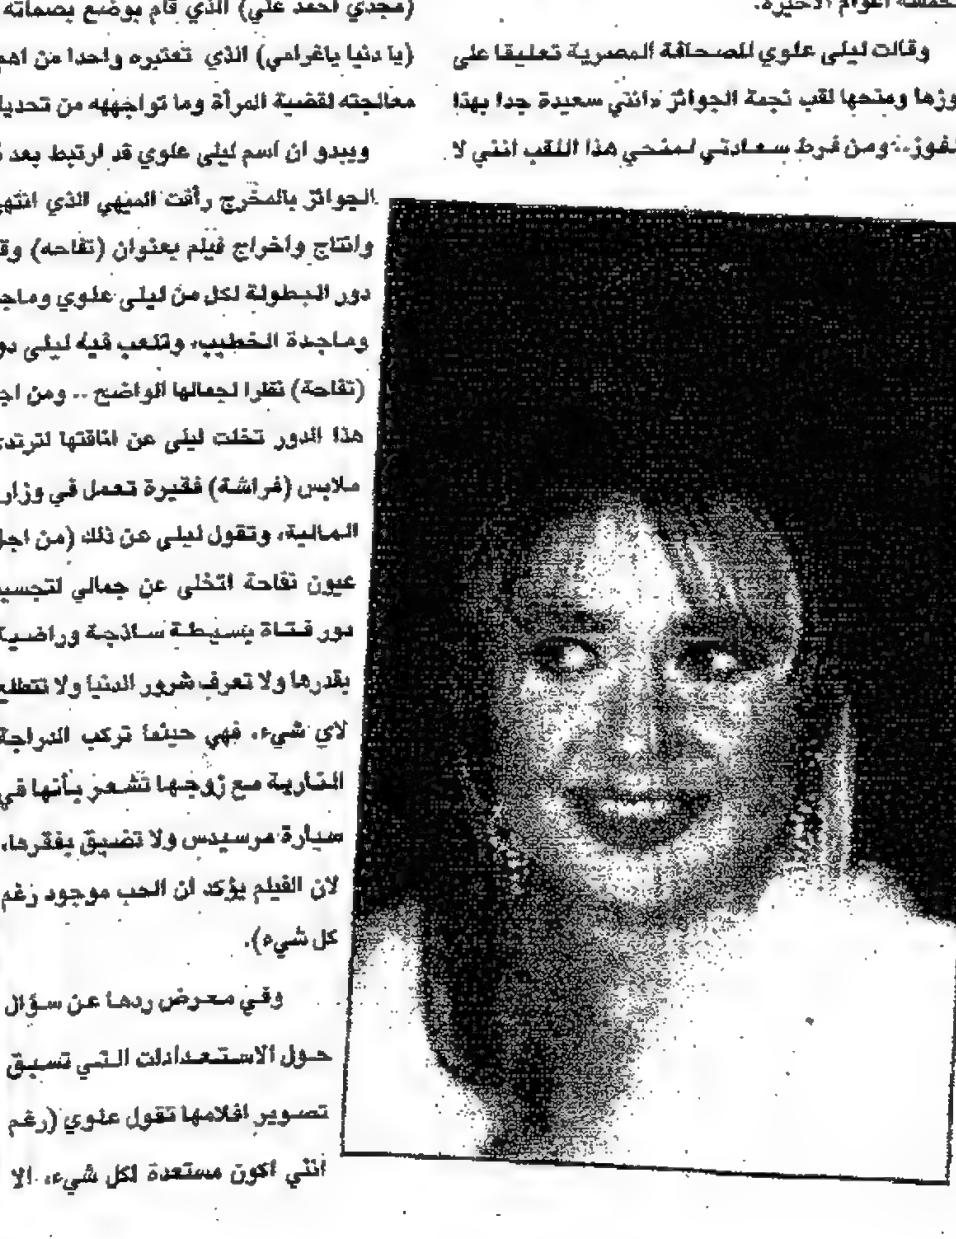 لخمسة اعوام الاخيرة.
وقالت ليلى علوي للصحافة المصرية تعليقا على
وزها ومنحها لقب نجمة الجوائز «انني سعيدة جدا بهذا
لفوز.. ومن فرط سعادتي لمنحي هذا اللقب انني لا
(مجدي احمد علي) الذي قام بوضع بصماته
(يا دنيا ياغرامي) الذي تعتبره واحدا من اهم
معالجته لقضية المرأة وما تواجهه من تحديا
ويبدو ان اسم ليلى علوي قد ارتبط بعد
الجوائز بالمخرج رأفت الميهي الذي انتهى
وانتاج واخراج فيلم بعنوان (تفاحه) وق
دور البطولة لكل من ليلى علوي وماج
وماجدة الخطيب، وتلعب فيه ليلى دو
(تفاحة) نظرا لجمالها الواضح .. ومن اج
هذا الدور تخلت ليلى عن اناقتها لترتد
ملابس (فراشة) فقيرة تعمل في وزار
المالية، وتقول ليلى عن ذلك (من اجل
عيون تفاحة اتخلى عن جمالي لتجسيد
دور فتاة بسيطة ساذجة وراضية
بقدرها ولا تعرف شرور الدنيا ولا تتطلع
لاي شيء، فهي حينما تركب الدراجة
النارية مع زوجها تشعر بأنها في
سيارة مرسيدس ولا تضيق بفقرها،
لان الفيلم يؤكد ان الحب موجود رغم
كل شيء).
وفي معرض ردها عن سؤال
حول الاستعدادات التي تسبق
تصوير افلامها تقول علوي (رغم
انني اكون مستعدة لكل شيء، الا